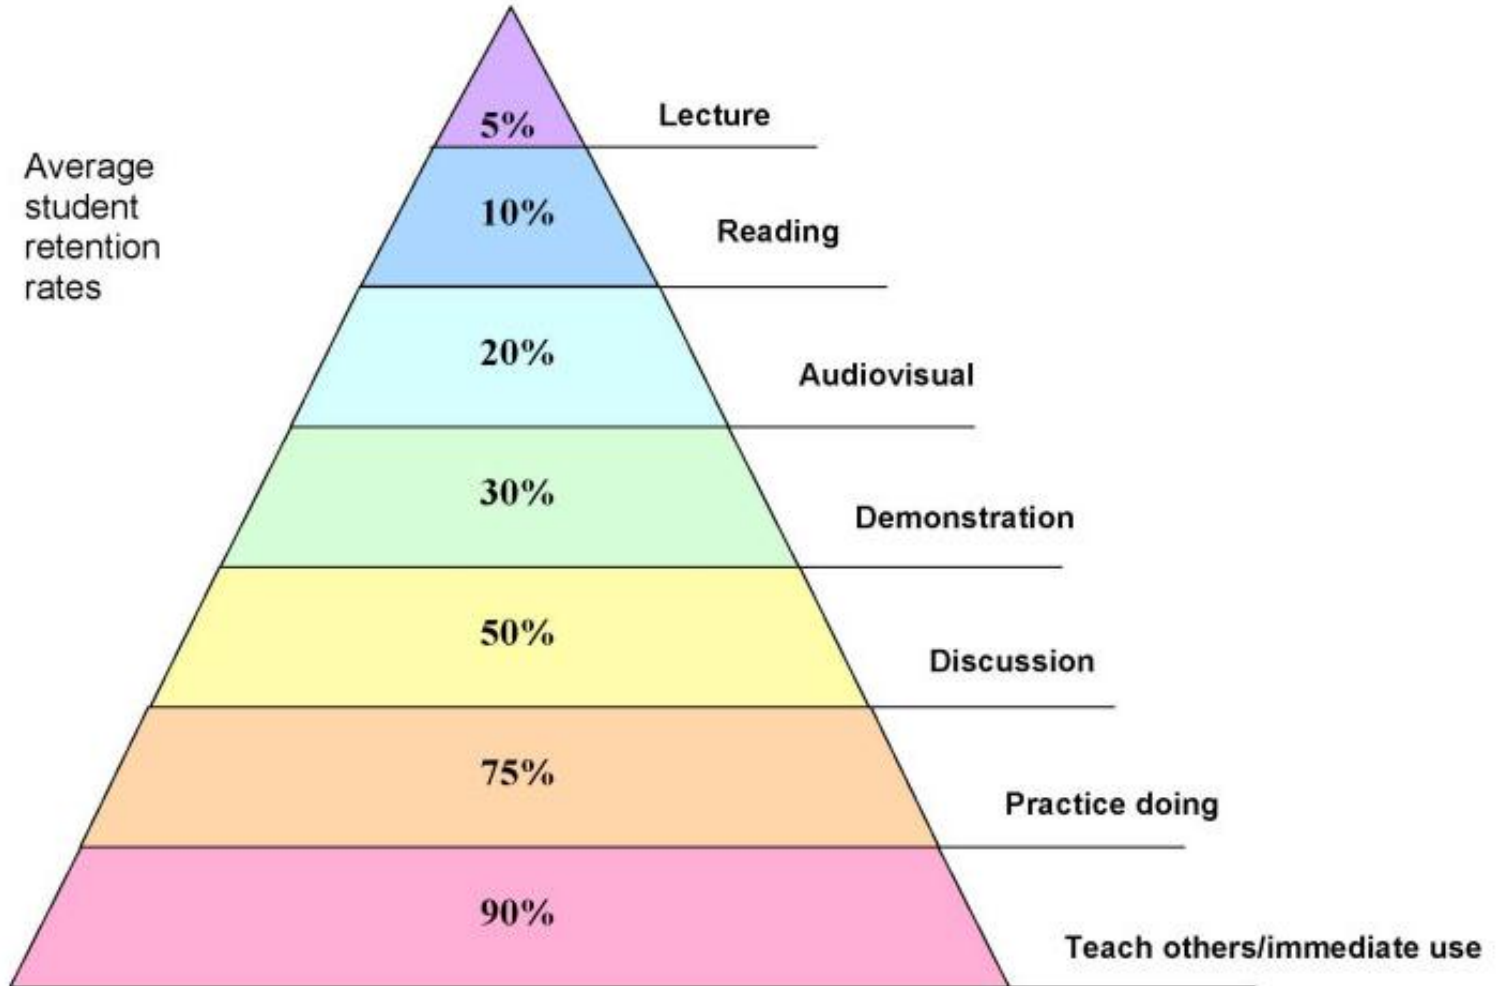 5%
Lecture
Average
student
retention
rates
10%
Reading
20%
Audiovisual
30%
Demonstration
50%
Discussion
75%
Practice doing
90%
Teach others/immediate use